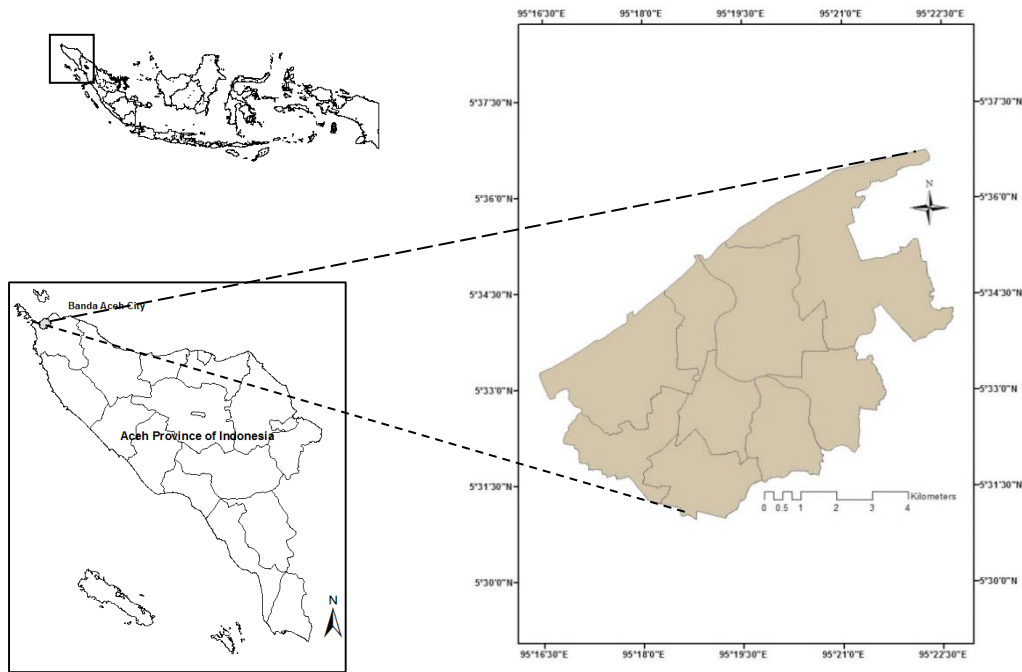 95°16'30"E 95°18'0"E 95°19'30"E 95°21'0"E 95°22'30"E
5°37'30"N 5°37'30"N
5°36'0"N 5°36'0"N
N
5°34'30"N 5°34'30"N
Banda Aceh City
5°33'0"N 5°33'0"N
Aceh Province of Indonesia
5°31'30"N 5°31'30"N
Kilometers
0 0.5 1 2 3 4
5°30'0"N 5°30'0"N
N
95°16'30"E 95°18'0"E 95°19'30"E 95°21'0"E 95°22'30"E